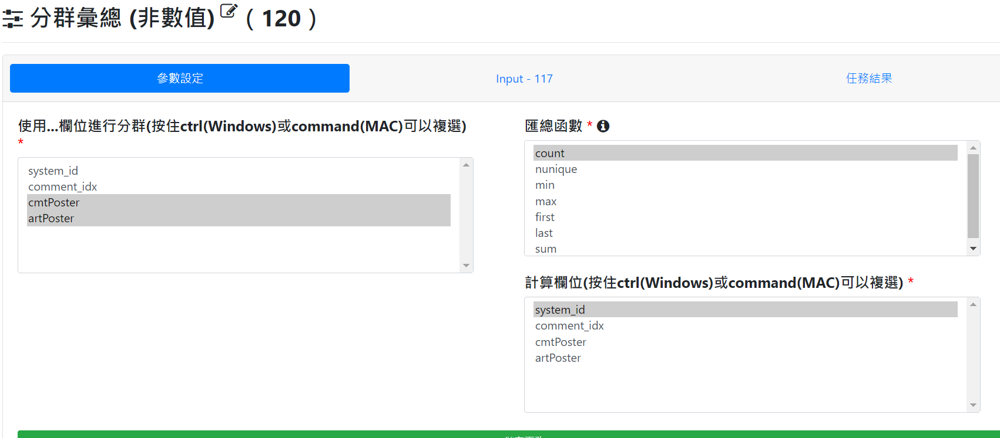 分群彙總 (非數值) ( 120 )
參數設定
Input - 117
任務結果
使用...欄位進行分群(按住ctrl(Windows)或command(MAC)可以複選)
*
system_id
comment_idx
cmtPoster
artPoster
匯總函數 *
count
nunique
min
max
first
last
sum
計算欄位(按住ctrl(Windows)或command(MAC)可以複選) *
system_id
comment_idx
cmtPoster
artPoster